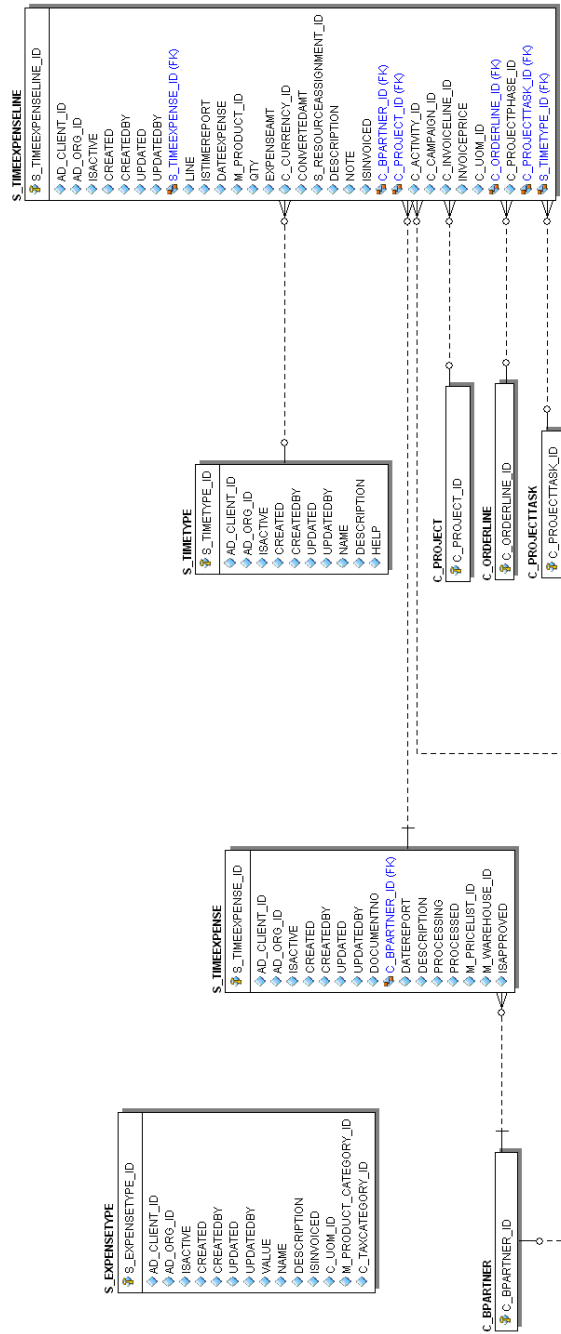 S_EXPENSETYPE
S_EXPENSETYPE_ID
AD_CLIENT_ID
AD_ORG_ID
ISACTIVE
CREATED
CREATEDBY
UPDATED
UPDATEDBY
VALUE
NAME
DESCRIPTION
ISINVOICED
C_UOM_ID
M_PRODUCT_CATEGORY_ID
C_TAXCATEGORY_ID
C_BPARTNER
C_BPARTNER_ID
S_TIMEEXPENSE
S_TIMEEXPENSE_ID
AD_CLIENT_ID
AD_ORG_ID
ISACTIVE
CREATED
CREATEDBY
UPDATED
UPDATEDBY
DOCUMENTNO
C_BPARTNER_ID (FK)
DATEREPORT
DESCRIPTION
PROCESSING
PROCESSED
M_PRICELIST_ID
M_WAREHOUSE_ID
ISAPPROVED
S_TIMETYPE
S_TIMETYPE_ID
AD_CLIENT_ID
AD_ORG_ID
ISACTIVE
CREATED
CREATEDBY
UPDATED
UPDATEDBY
NAME
DESCRIPTION
HELP
C_PROJECT
C_PROJECT_ID
C_ORDERLINE
C_ORDERLINE_ID
C_PROJECTTASK
C_PROJECTTASK_ID
S_TIMEEXPENSELINE
S_TIMEEXPENSELINE_ID
AD_CLIENT_ID
AD_ORG_ID
ISACTIVE
CREATED
CREATEDBY
UPDATED
UPDATEDBY
S_TIMEEXPENSE_ID (FK)
LINE
ISTIMEREPORT
DATEEXPENSE
M_PRODUCT_ID
QTY
EXPENSEAMT
C_CURRENCY_ID
CONVERTEDAMT
S_RESOURCEASSIGNMENT_ID
DESCRIPTION
NOTE
ISINVOICED
C_BPARTNER_ID (FK)
C_PROJECT_ID (FK)
C_ACTIVITY_ID
C_CAMPAIGN_ID
C_INVOICELINE_ID
INVOICEPRICE
C_UOM_ID
C_ORDERLINE_ID (FK)
C_PROJECTPHASE_ID
C_PROJECTTASK_ID (FK)
S_TIMETYPE_ID (FK)